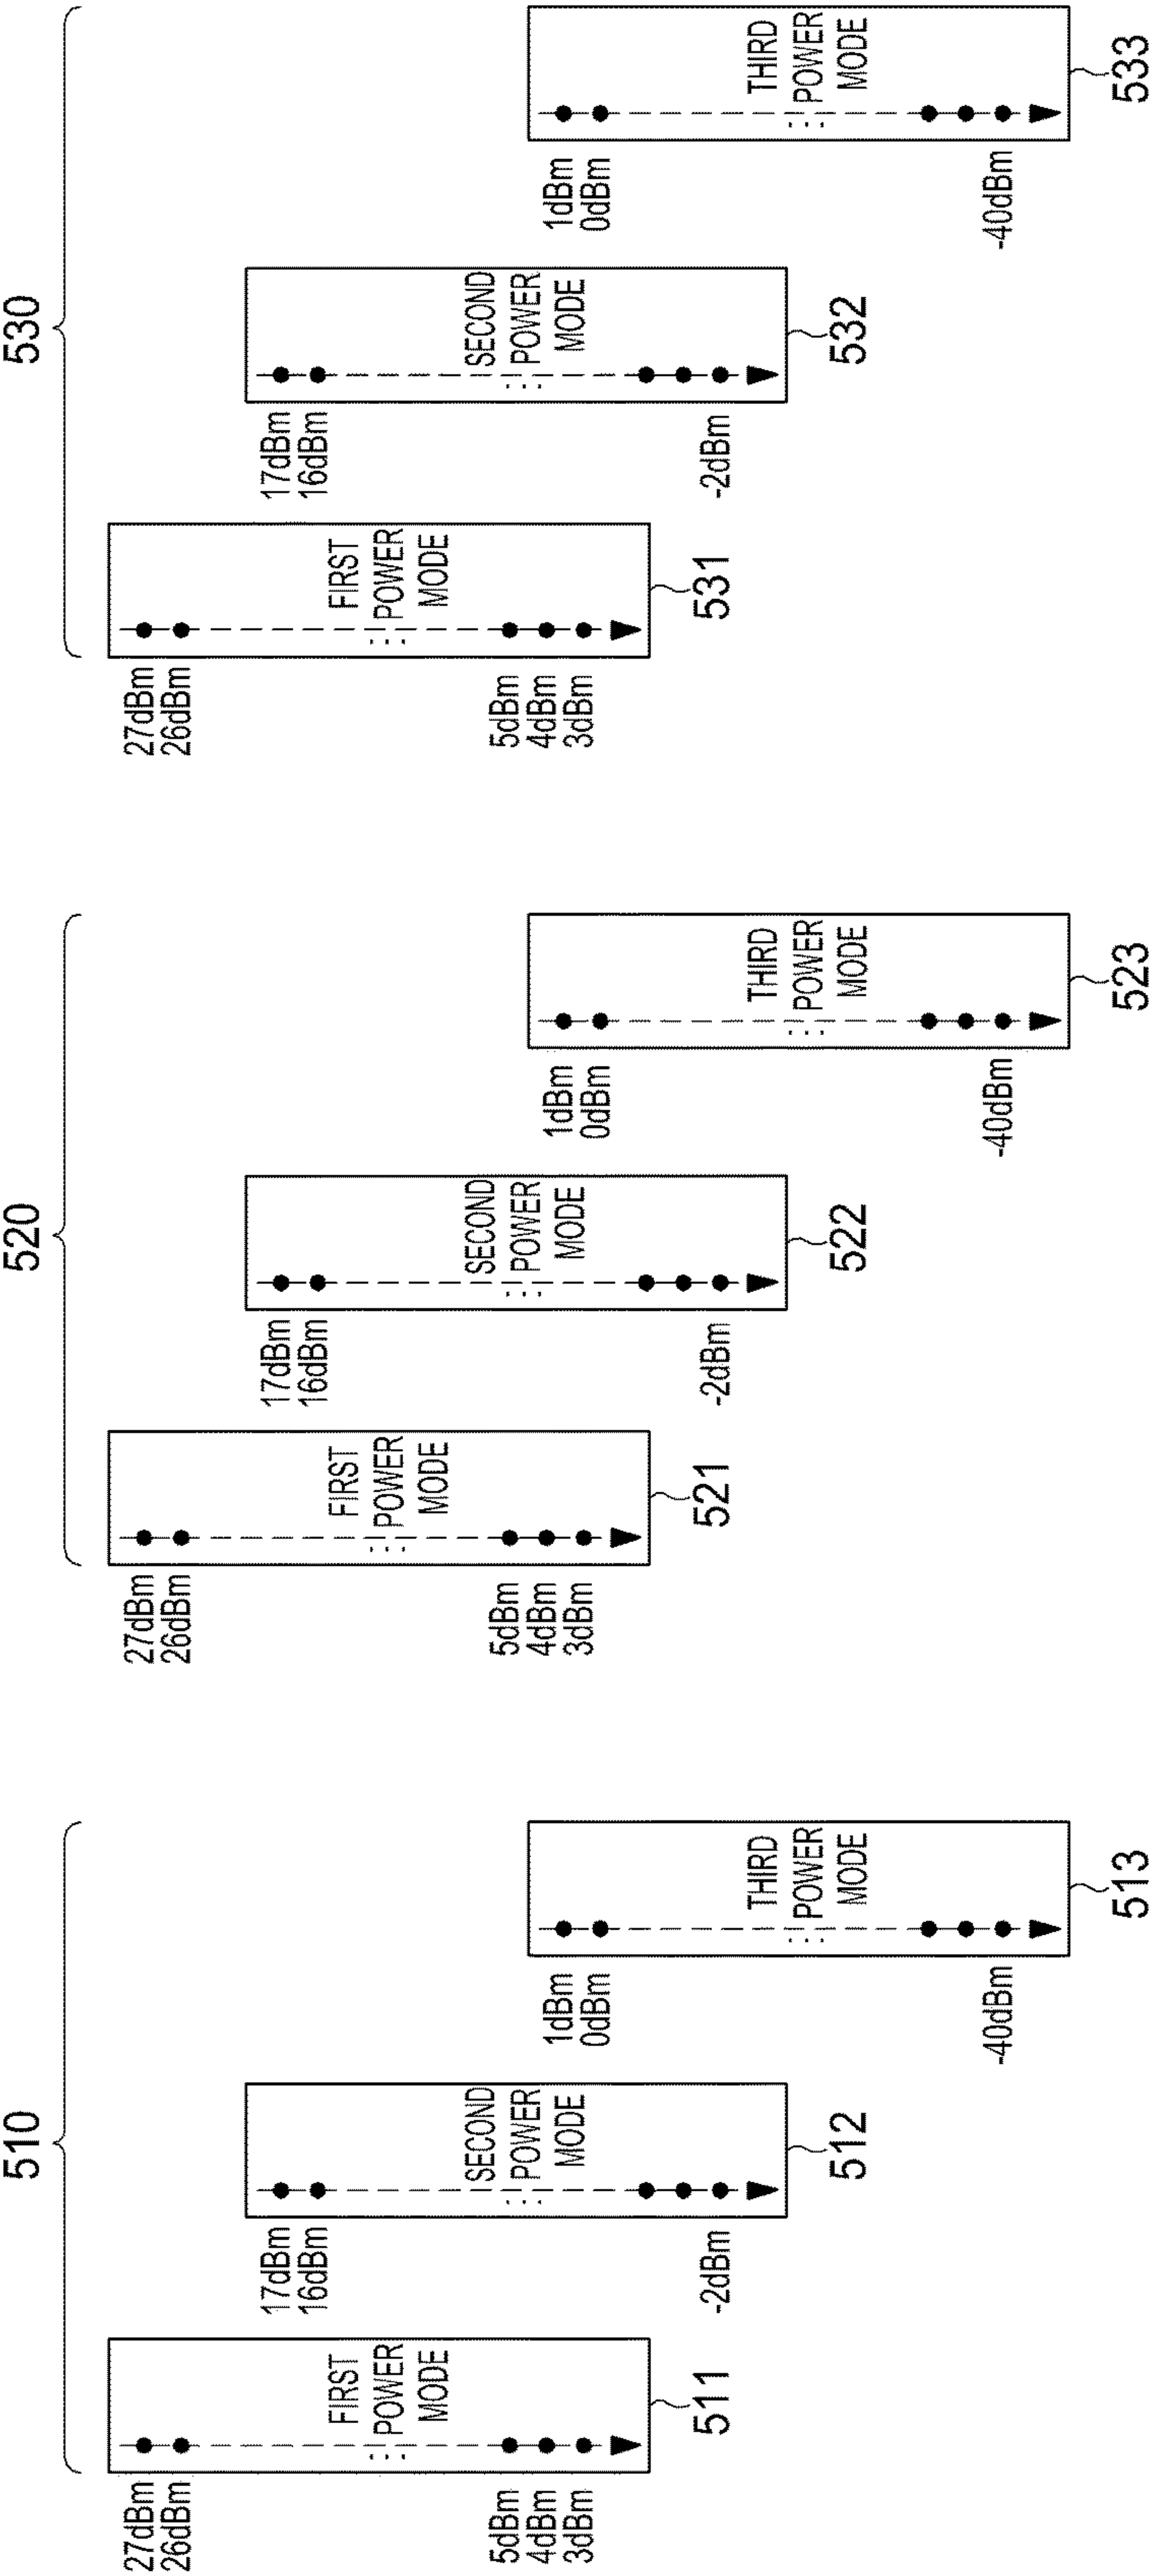 510
27dBm
26dBm
5dBm
4dBm
3dBm
FIRST
POWER
MODE
511
17dBm
16dBm
-2dBm
SECOND
POWER
MODE
512
1dBm
0dBm
-40dBm
THIRD
POWER
MODE
513
520
27dBm
26dBm
5dBm
4dBm
3dBm
FIRST
POWER
MODE
521
17dBm
16dBm
-2dBm
SECOND
POWER
MODE
522
1dBm
0dBm
-40dBm
THIRD
POWER
MODE
523
530
27dBm
26dBm
5dBm
4dBm
3dBm
FIRST
POWER
MODE
531
17dBm
16dBm
-2dBm
SECOND
POWER
MODE
532
1dBm
0dBm
-40dBm
THIRD
POWER
MODE
533